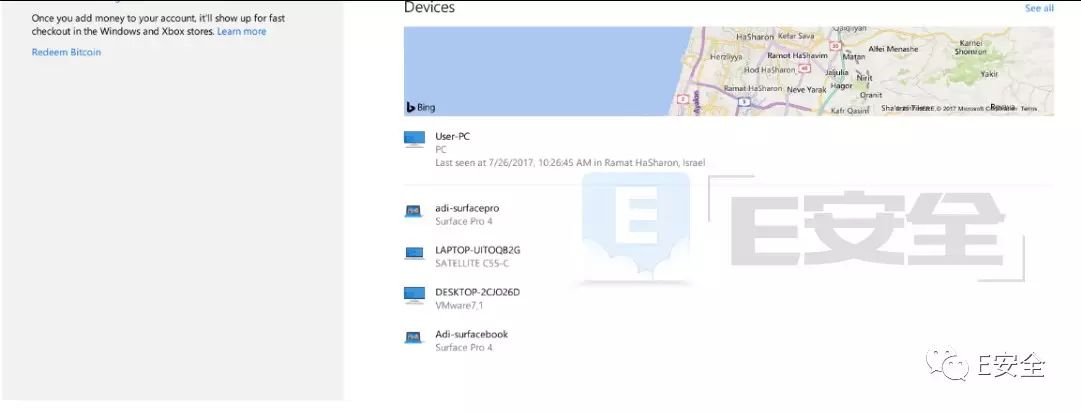 Once you add money to your account, it'll show up for fast
checkout in the Windows and Xbox stores. Learn more
Redeem Bitcoin
Devices
See all
HaSharon Kefar Sava
Qalqiliyah
Herzliyya
Ramot HaShavim
Matan
Alfei Menashe
Karnei
Shomron
Hod HaSharon
Jaljulia
Nirit
Yakir
Ramat HaSharon
Neve Yarak
Hagor
Oranit
Kafr Qasim
Bing
© 2017 HERE, © 2017 Microsoft Corporation Terms
User-PC
PC
Last seen at 7/26/2017, 10:26:45 AM in Ramat HaSharon, Israel
adi-surfacepro
Surface Pro 4
LAPTOP-UITOQB2G
SATELLITE C55-C
DESKTOP-2CJO26D
VMware7,1
Adi-surfacebook
Surface Pro 4
E
E安全
E安全